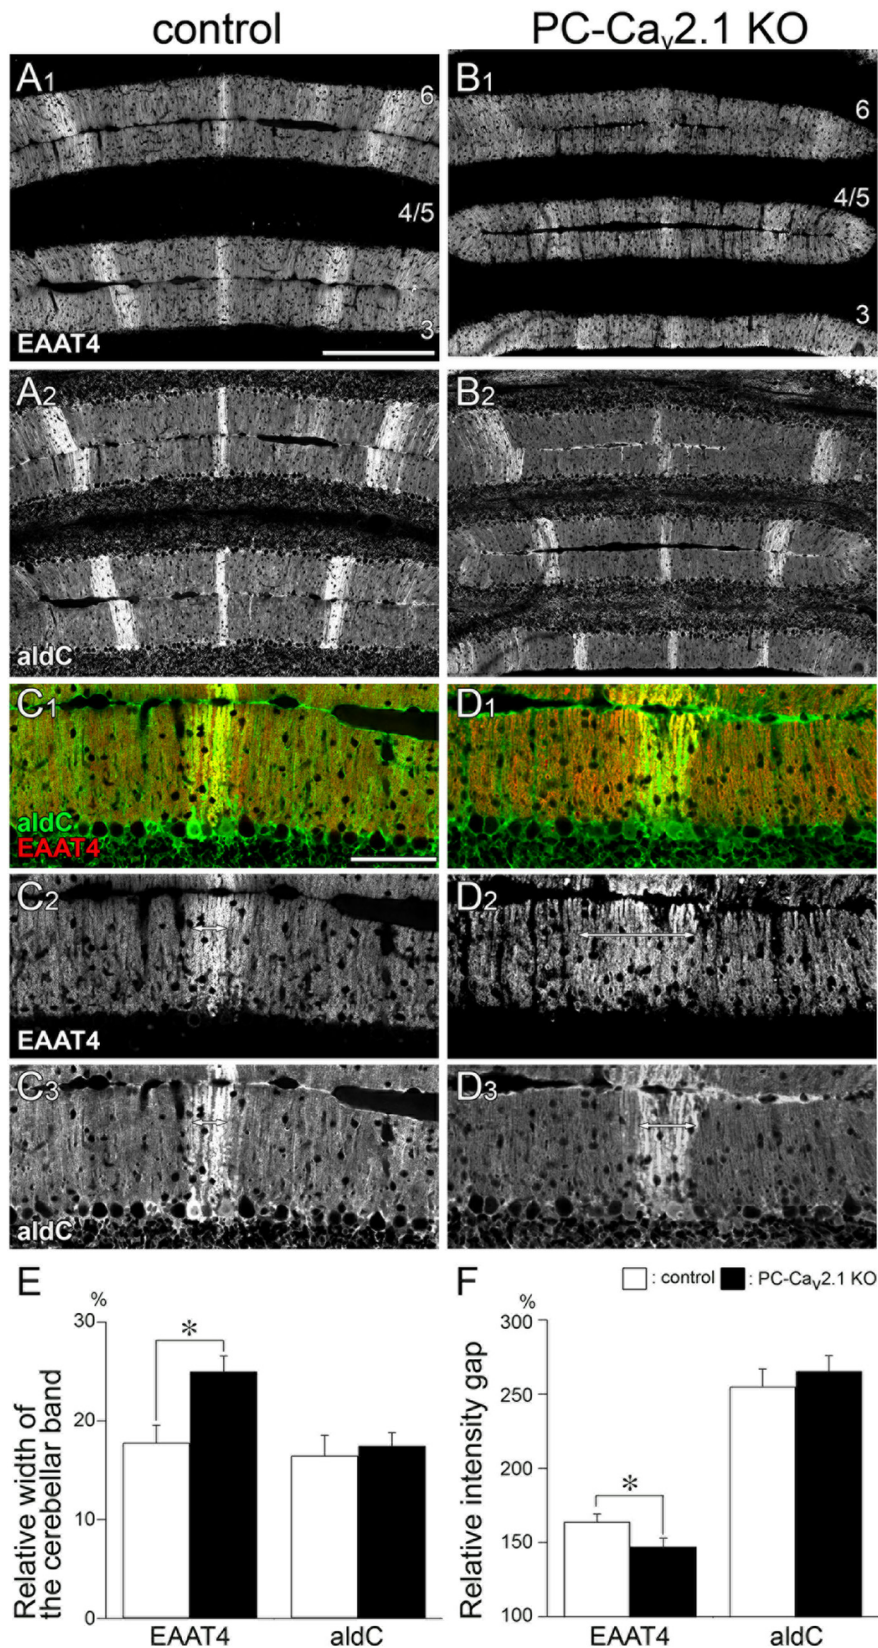 control PC-Cav2.1 KO
A1 6
4/5
3
EAAT4
B1 6
4/5
3
A2
aldC
B2
C1
aldC
EAAT4
D1
C2
EAAT4
D2
C3
aldC
D3
E
%
30
20
10
0
Relative width of
the cerebellar band
*
EAAT4 aldC
F
: control : PC-Cav2.1 KO
%
300
250
200
150
100
Relative intensity gap
*
EAAT4 aldC